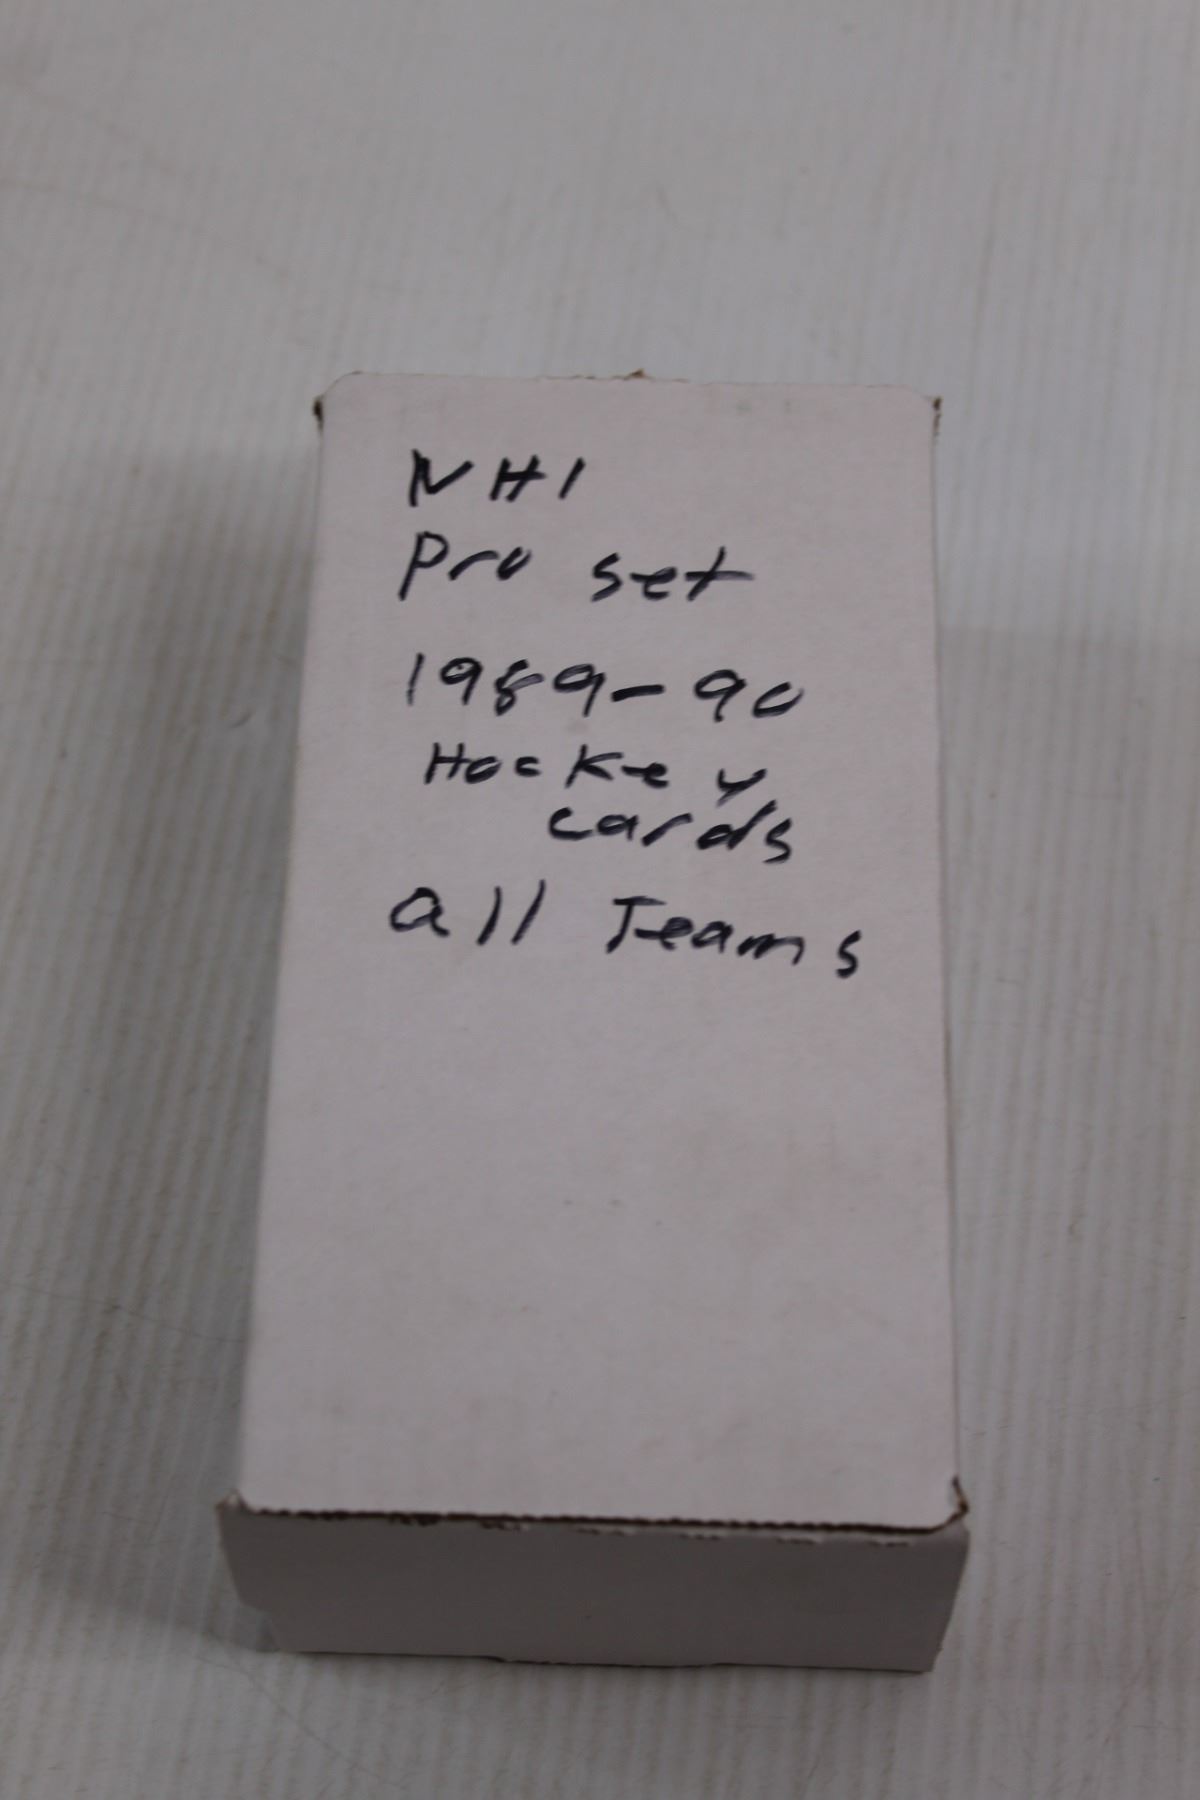 NHl
Pro set
1989-90
Hockey
cards
all Teams